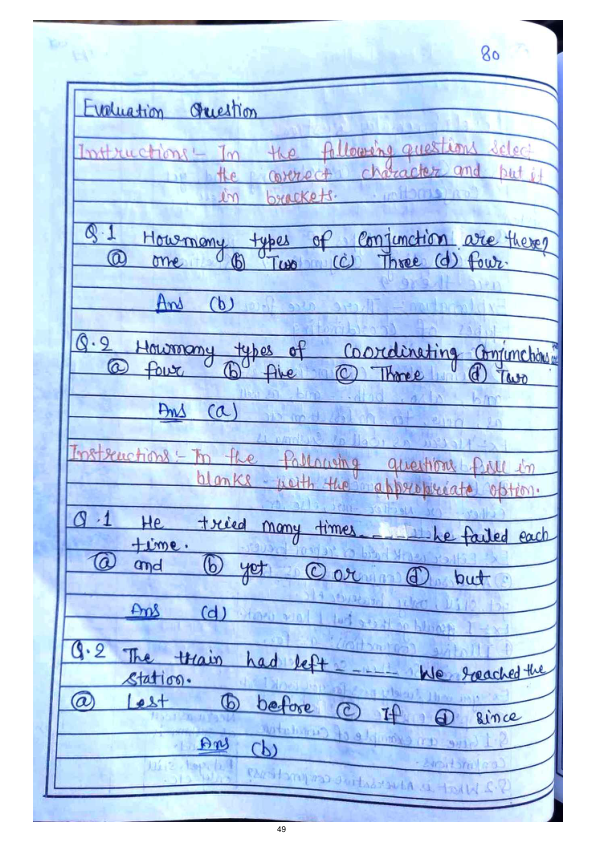 80
Evaluation Question
Instructions:- In the following questions select
the correct character and put it
in brackets.
Q.1 Howmany types of Conjunction are there?
(a) one (b) Two (c) Three (d) four.
Ans (b)
Q.2 Howmany types of Coordinating Conjunctions are
(a) four (b) five (c) Three (d) Two
Ans (a)
Instructions:- In the following questions fill in
blanks with the appropriate option.
Q.1 He tried many times ------ he failed each
time.
(a) and (b) yet (c) or (d) but
Ans (d)
Q.2 The train had left ------ We reached the
station.
(a) Lest (b) before (c) If (d) since
Ans (b)
49